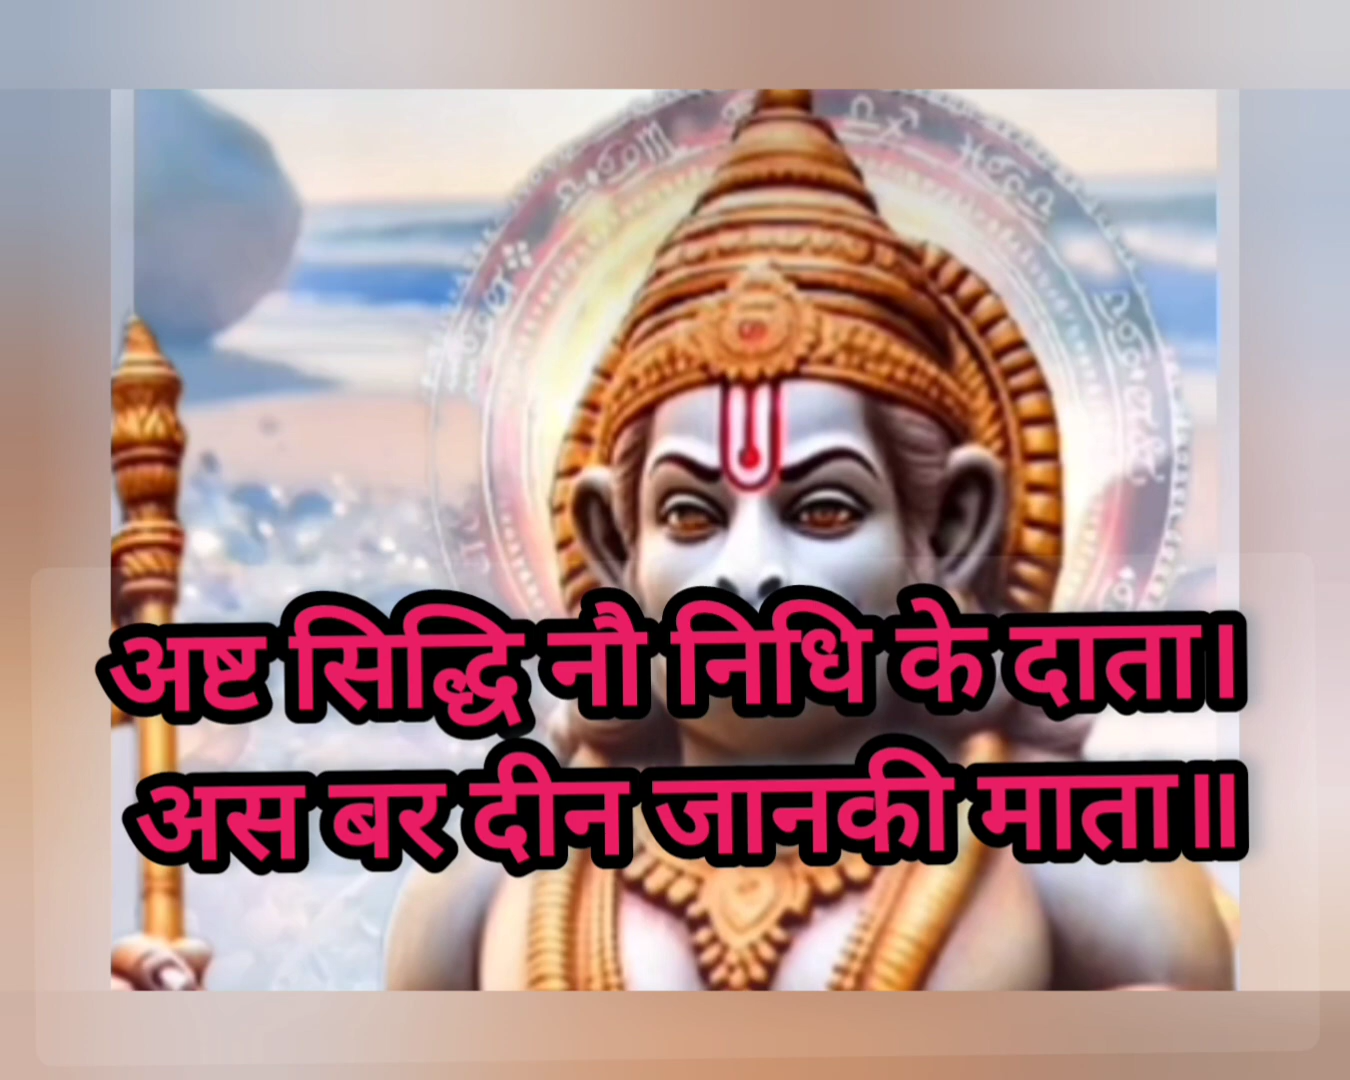 अष्ट सिद्धि नौ निधि के दाता।
अस बर दीन जानकी माता॥